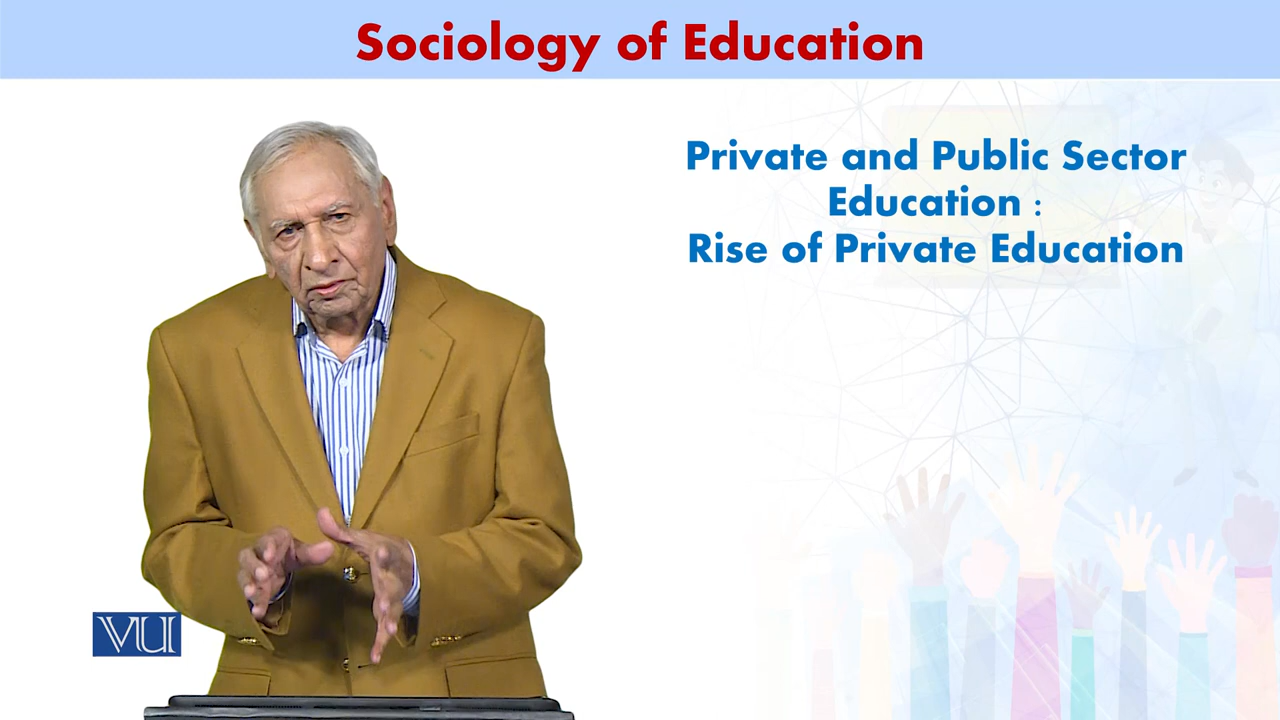 Sociology of Education
Private and Public Sector
Education :
Rise of Private Education
VU